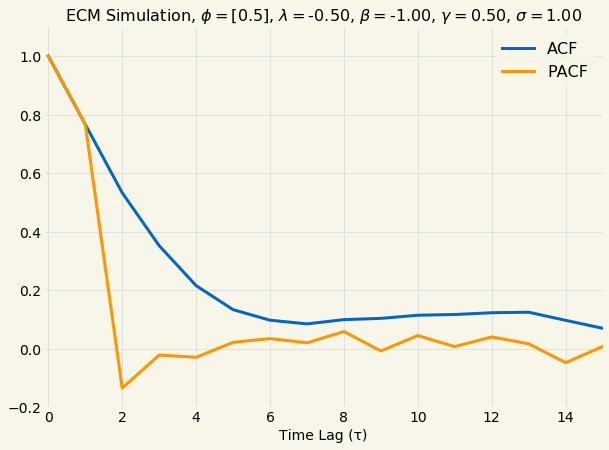 ECM Simulation, ϕ = [0.5], λ = -0.50, β = -1.00, γ = 0.50, σ = 1.00
ACF
PACF
1.0
0.8
0.6
0.4
0.2
0.0
−0.2
0 2 4 6 8 10 12 14
Time Lag (τ)